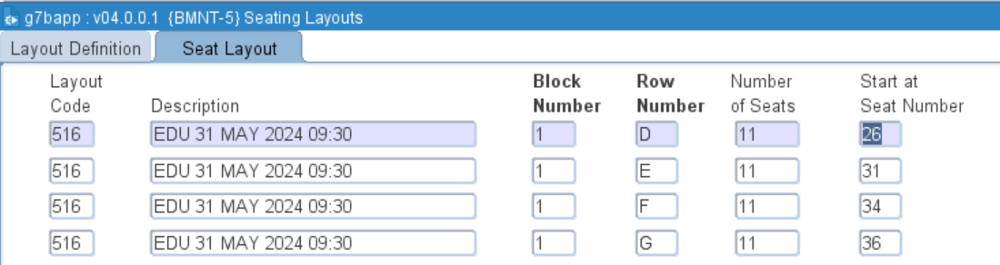 g7bapp : v04.0.0.1 {BMNT-5} Seating Layouts
Layout Definition Seat Layout
Layout Block Row Number Start at
Code Description Number Number of Seats Seat Number
516 EDU 31 MAY 2024 09:30 1 D 11 26
516 EDU 31 MAY 2024 09:30 1 E 11 31
516 EDU 31 MAY 2024 09:30 1 F 11 34
516 EDU 31 MAY 2024 09:30 1 G 11 36